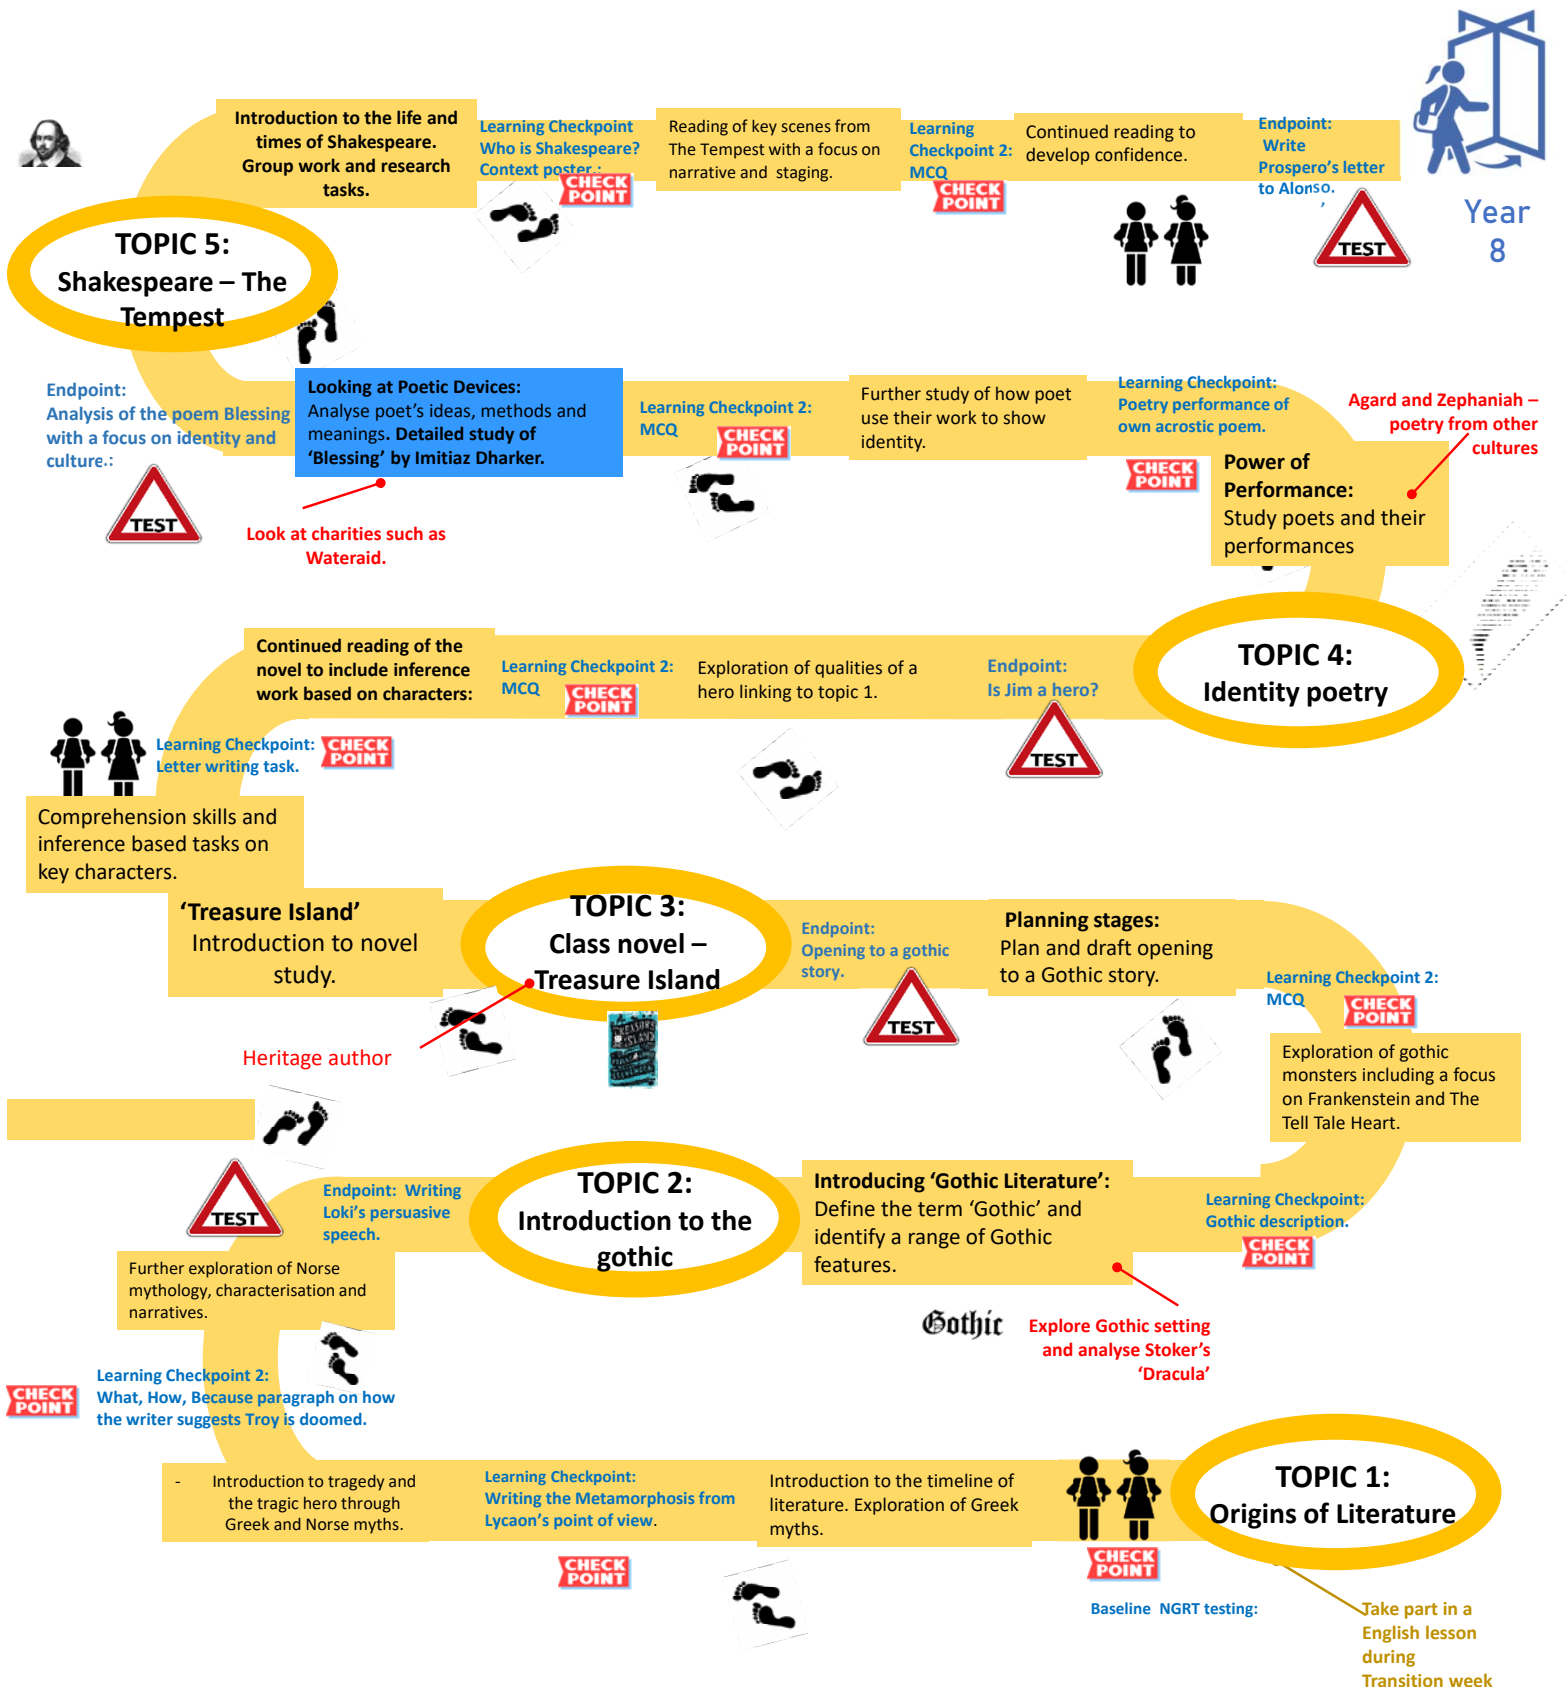 Introduction to the life and
times of Shakespeare.
Group work and research
tasks.
Learning Checkpoint
Who is Shakespeare?
Context poster.:
CHECK
POINT
Reading of key scenes from
The Tempest with a focus on
narrative and  staging.
Learning
Checkpoint 2:
MCQ
CHECK
POINT
Continued reading to
develop confidence.
Endpoint:
Write
Prospero's letter
to Alonso.
'
TEST
Year
8
TOPIC 5:
Shakespeare – The
Tempest
Endpoint:
Analysis of the poem Blessing
with a focus on identity and
culture.:
TEST
Looking at Poetic Devices:
Analyse poet's ideas, methods and
meanings. Detailed study of
'Blessing' by Imitiaz Dharker.
Look at charities such as
Wateraid.
Learning Checkpoint 2:
MCQ
CHECK
POINT
Further study of how poet
use their work to show
identity.
Learning Checkpoint:
Poetry performance of
own acrostic poem.
CHECK
POINT
Agard and Zephaniah –
poetry from other
cultures
Power of
Performance:
Study poets and their
performances
TOPIC 4:
Identity poetry
Continued reading of the
novel to include inference
work based on characters:
Learning Checkpoint 2:
MCQ
CHECK
POINT
Exploration of qualities of a
hero linking to topic 1.
Endpoint:
Is Jim a hero?
TEST
Learning Checkpoint:
Letter writing task.
CHECK
POINT
Comprehension skills and
inference based tasks on
key characters.
'Treasure Island'
Introduction to novel
study.
TOPIC 3:
Class novel –
Treasure Island
TREASURE
ISLAND
Heritage author
Endpoint:
Opening to a gothic
story.
TEST
Planning stages:
Plan and draft opening
to a Gothic story.
Learning Checkpoint 2:
MCQ
CHECK
POINT
Exploration of gothic
monsters including a focus
on Frankenstein and The
Tell Tale Heart.
TEST
Endpoint:  Writing
Loki's persuasive
speech.
TOPIC 2:
Introduction to the
gothic
Introducing 'Gothic Literature':
Define the term 'Gothic' and
identify a range of Gothic
features.
Learning Checkpoint:
Gothic description.
CHECK
POINT
Further exploration of Norse
mythology, characterisation and
narratives.
Gothic
Explore Gothic setting
and analyse Stoker's
'Dracula'
CHECK
POINT
Learning Checkpoint 2:
What, How, Because paragraph on how
the writer suggests Troy is doomed.
- Introduction to tragedy and
the tragic hero through
Greek and Norse myths.
Learning Checkpoint:
Writing the Metamorphosis from
Lycaon's point of view.
CHECK
POINT
Introduction to the timeline of
literature. Exploration of Greek
myths.
CHECK
POINT
Baseline  NGRT testing:
TOPIC 1:
Origins of Literature
Take part in a
English lesson
during
Transition week